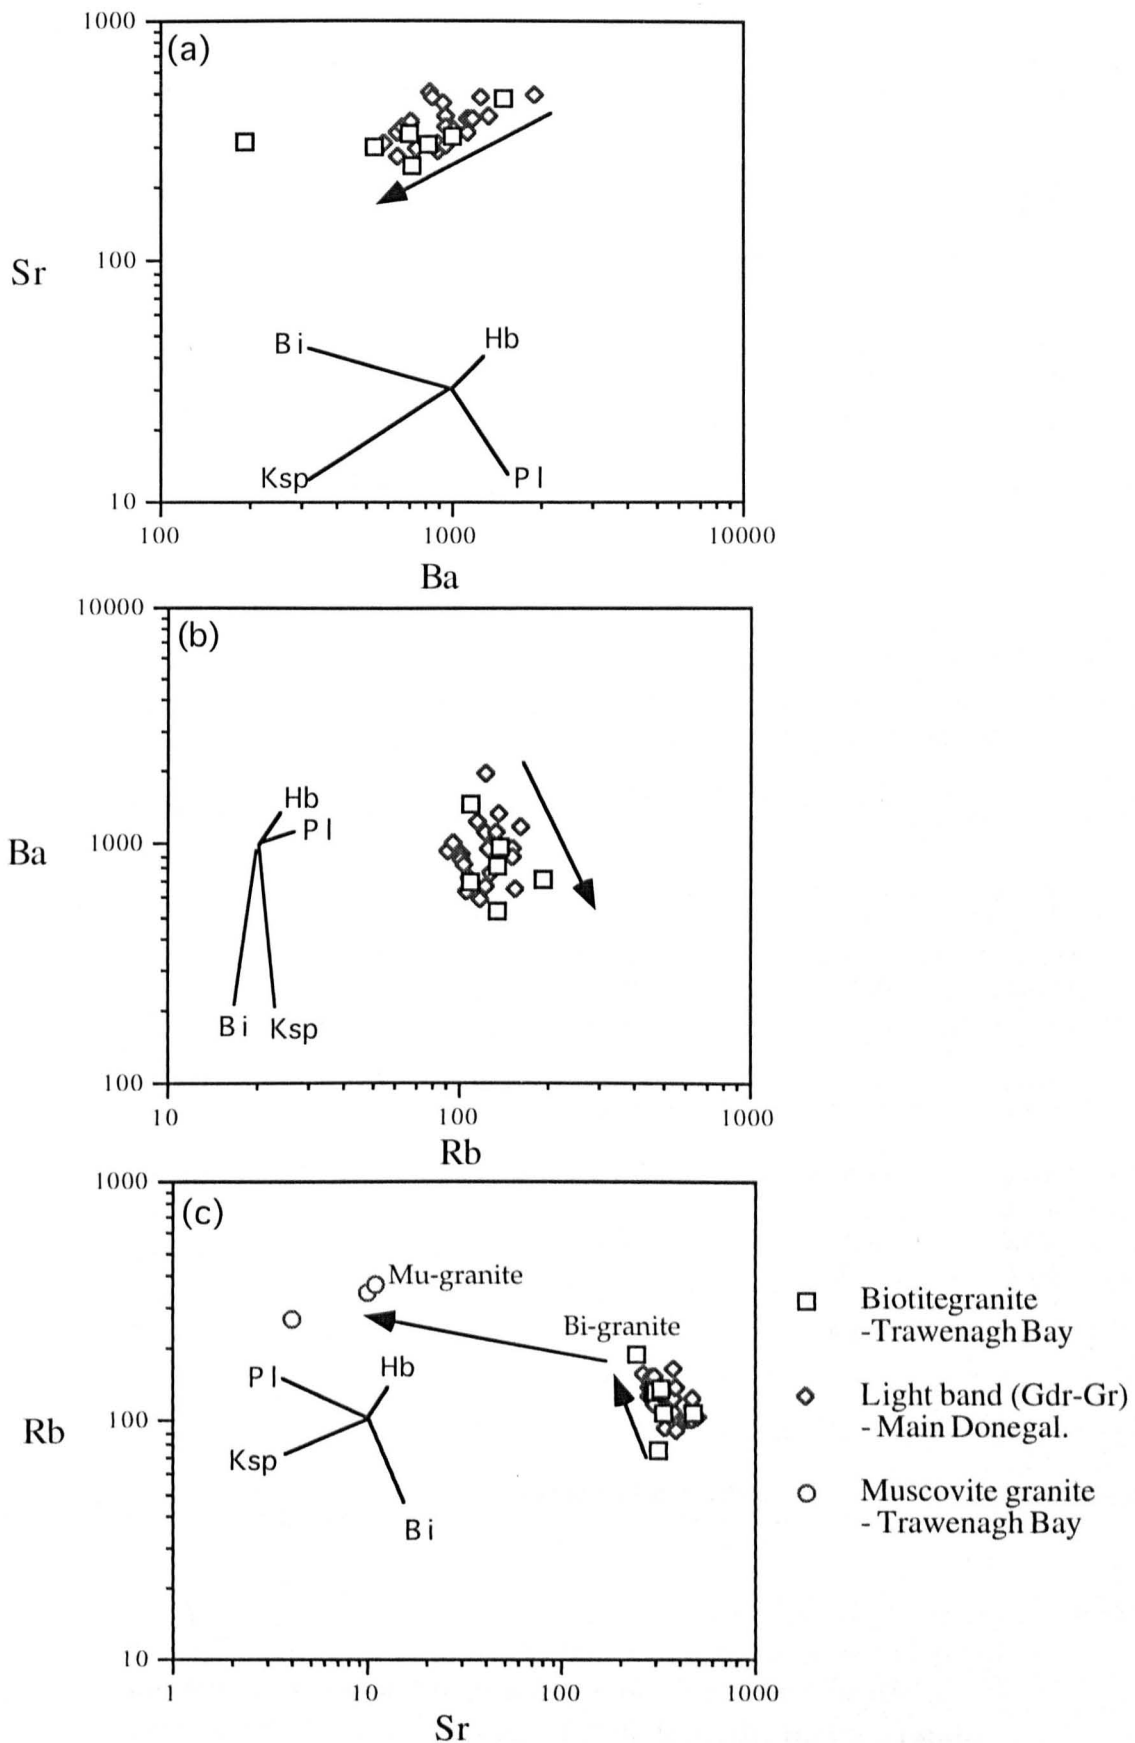 1000
(a)
Sr
100
Bi
Hb
Ksp
Pl
10
100
1000
10000
Ba
10000
(b)
Hb
Pl
Ba
1000
Bi
Ksp
100
10
100
1000
Rb
1000
(c)
Mu-granite
Bi-granite
Pl
Hb
Rb
100
Ksp
Bi
10
1
10
100
1000
Sr
Biotitegranite
-Trawenagh Bay
Light band (Gdr-Gr)
- Main Donegal.
Muscovite granite
- Trawenagh Bay